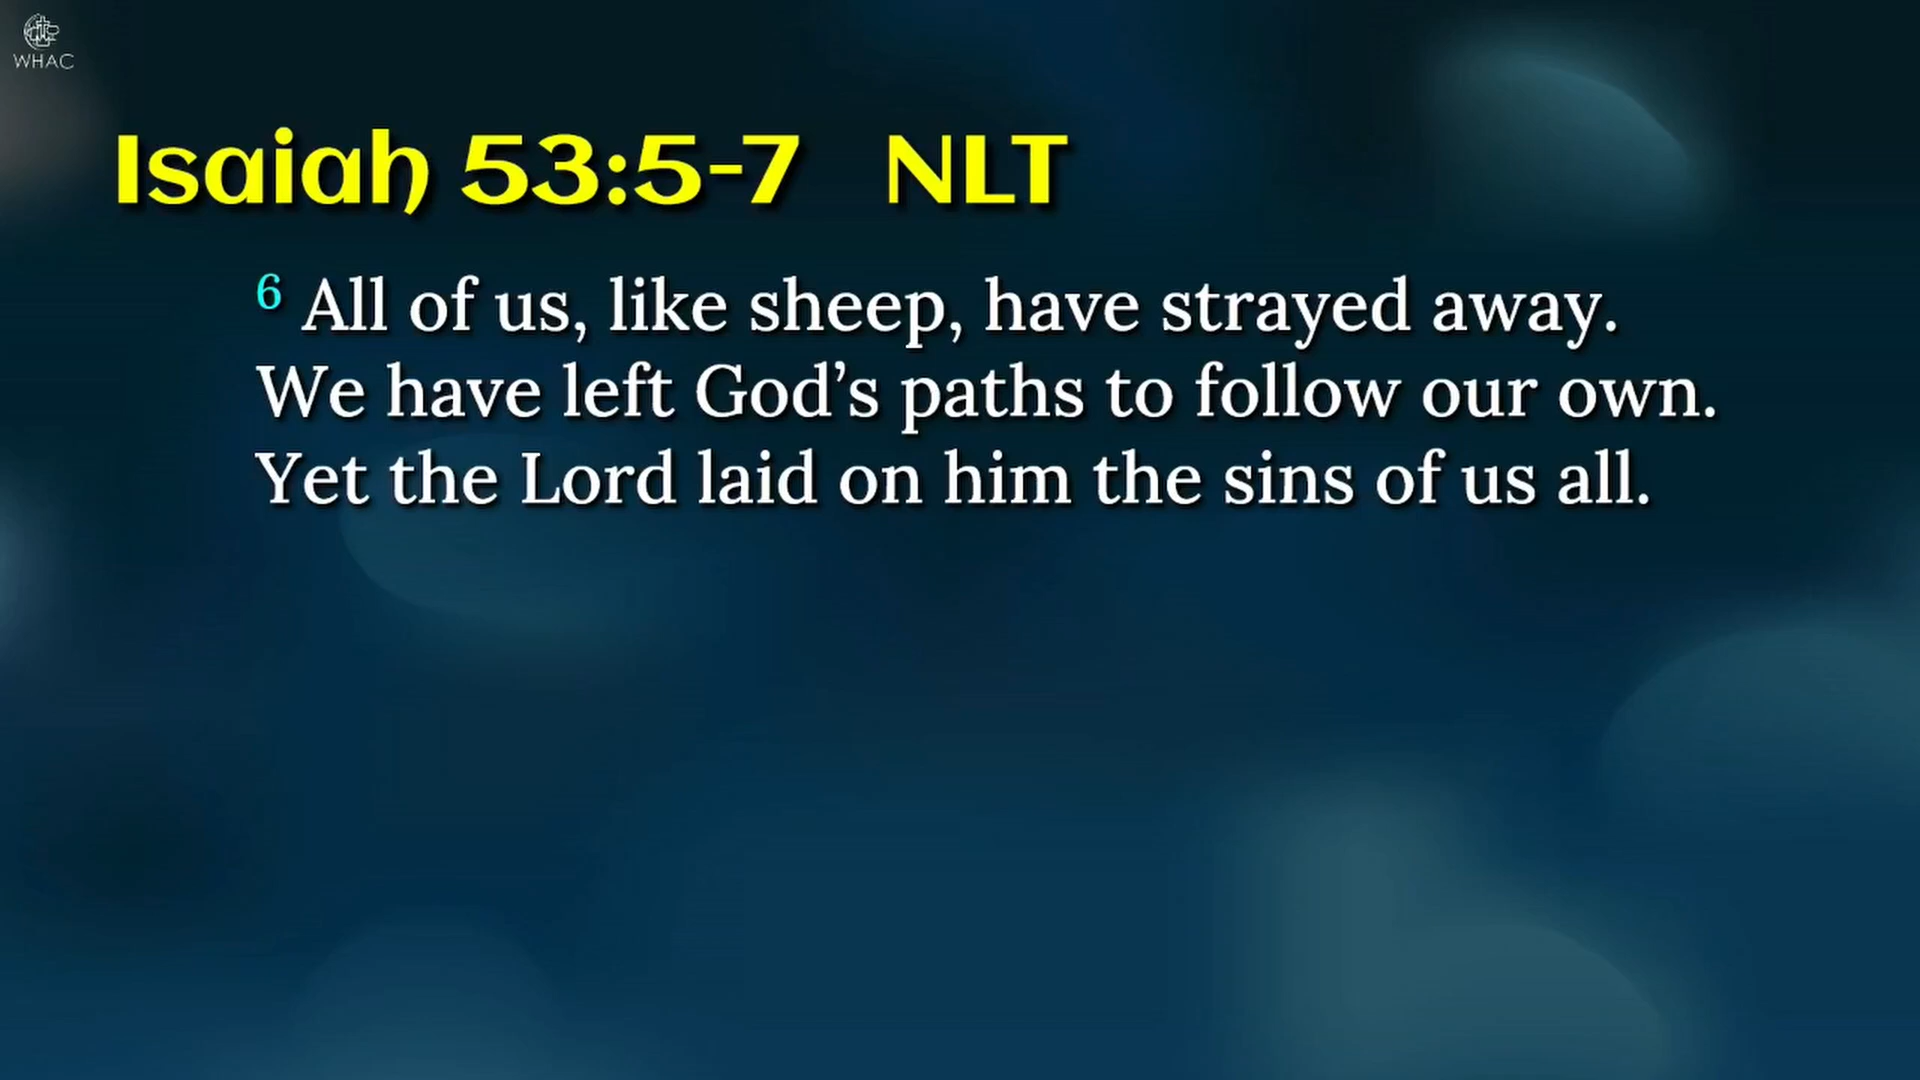 WHAC
Isaiah 53:5-7 NLT
6 All of us, like sheep, have strayed away.
We have left God’s paths to follow our own.
Yet the Lord laid on him the sins of us all.